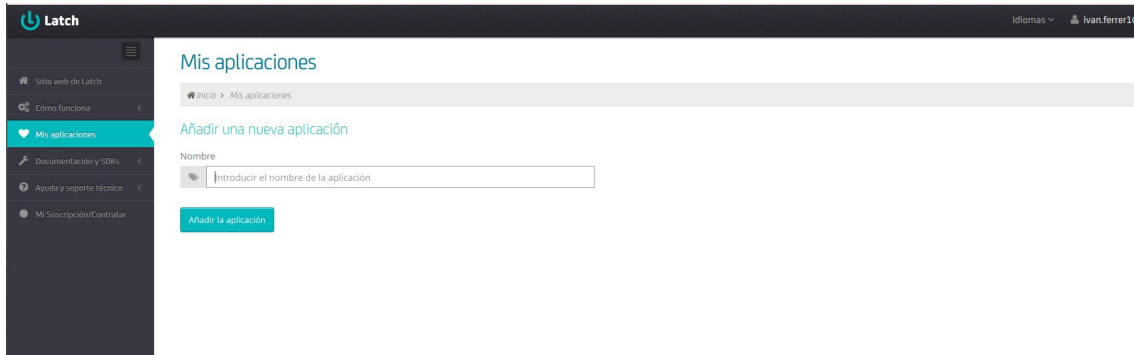 Latch
Idiomas
ivan.ferrer1
Mis aplicaciones
Sitio web de Latch
Inicio > Mis aplicaciones
Cómo funciona
Mis aplicaciones
Añadir una nueva aplicación
Documentación y SDKs
Nombre
Ayuda y soporte técnico
Introducir el nombre de la aplicación
Mi Suscripción/Contratar
Añadir la aplicación